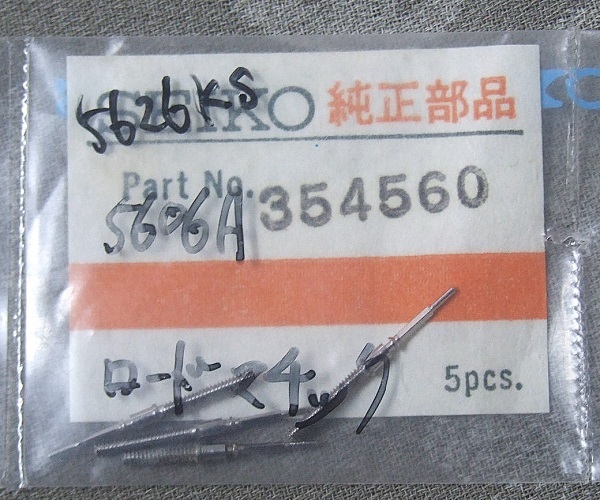 5626KS
SEIKO 純正部品
Part No. 354560
5606A
ロードマチック
5pcs.